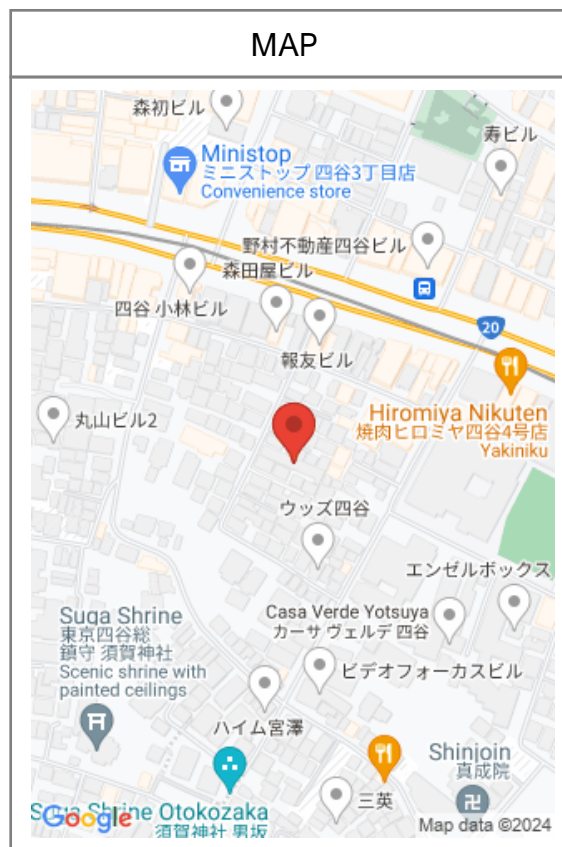 MAP
森初ビル
Ministop
ミニストップ 四谷3丁目店
Convenience store
寿ビル
野村不動産四谷ビル
森田屋ビル
四谷 小林ビル
20
報友ビル
Hiromiya Nikuten
焼肉ヒロミヤ四谷4号店
Yakiniku
丸山ビル2
ウッズ四谷
エンゼルボックス
Casa Verde Yotsuya
カーサ ヴェルデ 四谷
Suga Shrine
東京四谷総
鎮守 須賀神社
Scenic shrine with
painted ceilings
ビデオフォーカスビル
ハイム宮澤
Shinjoin
真成院
三英
Suga Shrine Otokozaka
須賀神社 男坂
Google
Map data ©2024